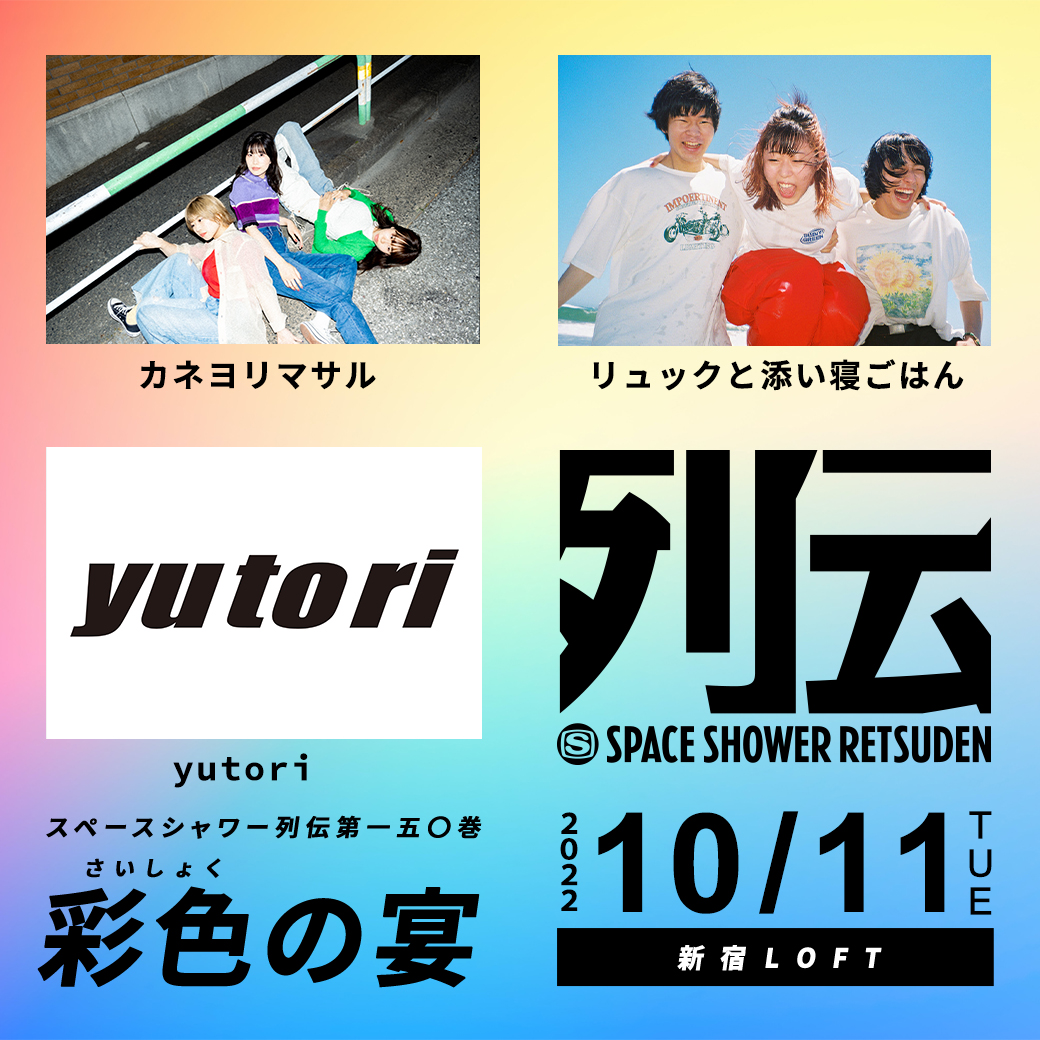 IMPOERTINENT
カネヨリマサル
リュックと添い寝ごはん
yutori
yutori
列伝
S SPACE SHOWER RETSUDEN
スペースシャワー列伝第一五〇巻
さいしょく
彩色の宴
2022 10/11 TUE
新宿LOFT